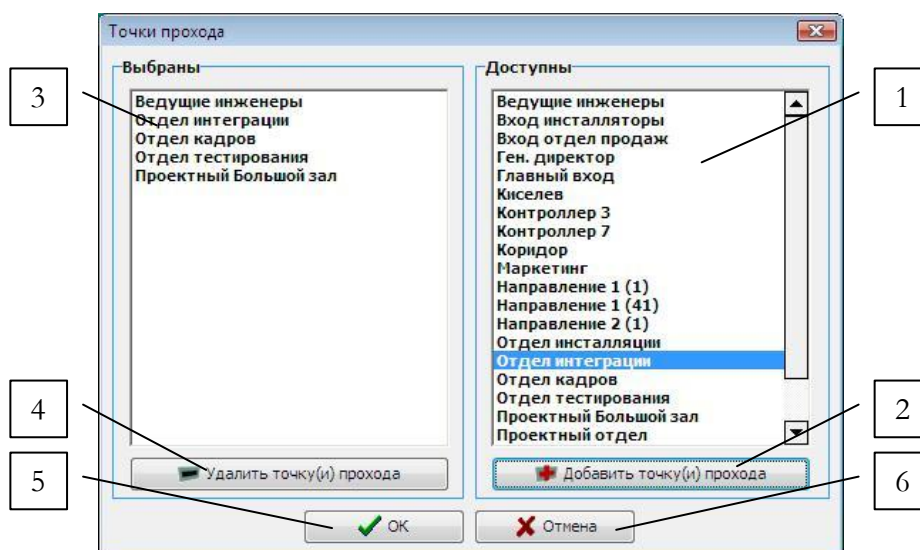 Точки прохода
Выбраны
Ведущие инженеры
Отдел интеграции
Отдел кадров
Отдел тестирования
Проектный Большой зал
Удалить точку(и) прохода
Доступны
Ведущие инженеры
Вход инсталляторы
Вход отдел продаж
Ген. директор
Главный вход
Киселев
Контроллер 3
Контроллер 7
Коридор
Маркетинг
Направление 1 (1)
Направление 1 (41)
Направление 2 (1)
Отдел инсталляции
Отдел интеграции
Отдел кадров
Отдел тестирования
Проектный Большой зал
Проектный отдел
Добавить точку(и) прохода
OK
Отмена
3
4
5
1
2
6